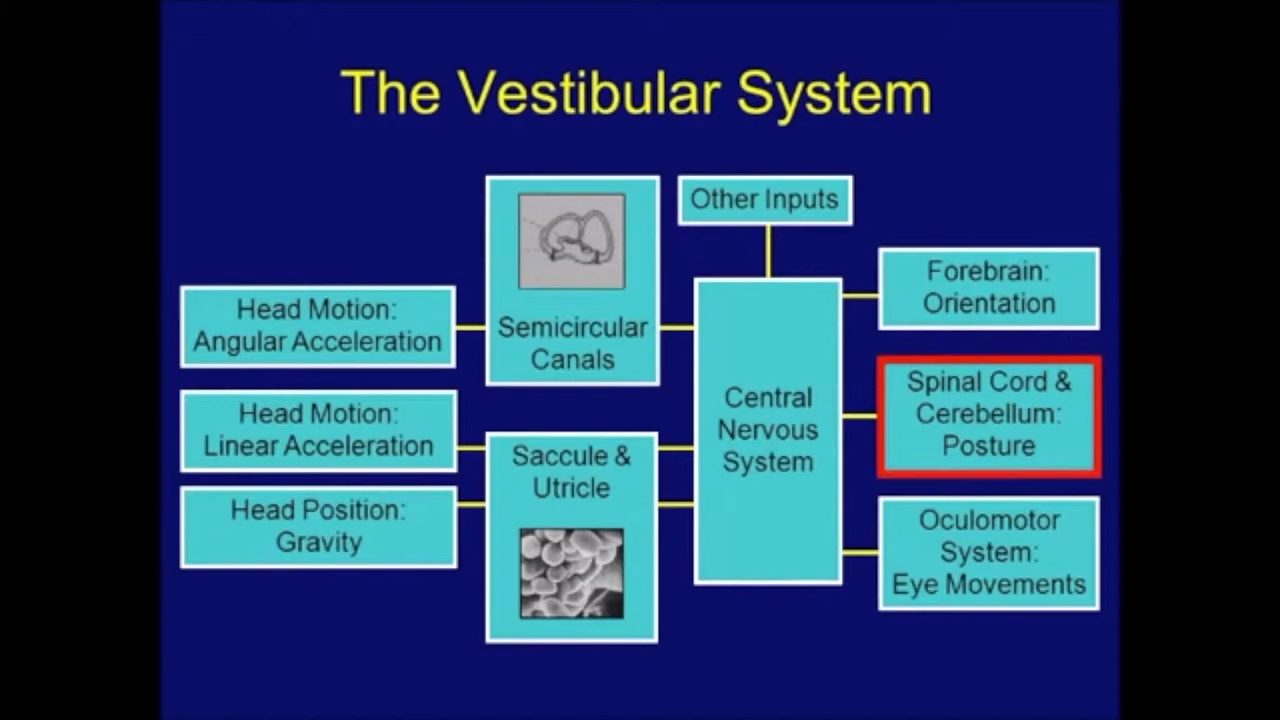 The Vestibular System
Head Motion:
Angular Acceleration
Head Motion:
Linear Acceleration
Head Position:
Gravity
Semicircular
Canals
Saccule &
Utricle
Other Inputs
Central
Nervous
System
Forebrain:
Orientation
Spinal Cord &
Cerebellum:
Posture
Oculomotor
System:
Eye Movements